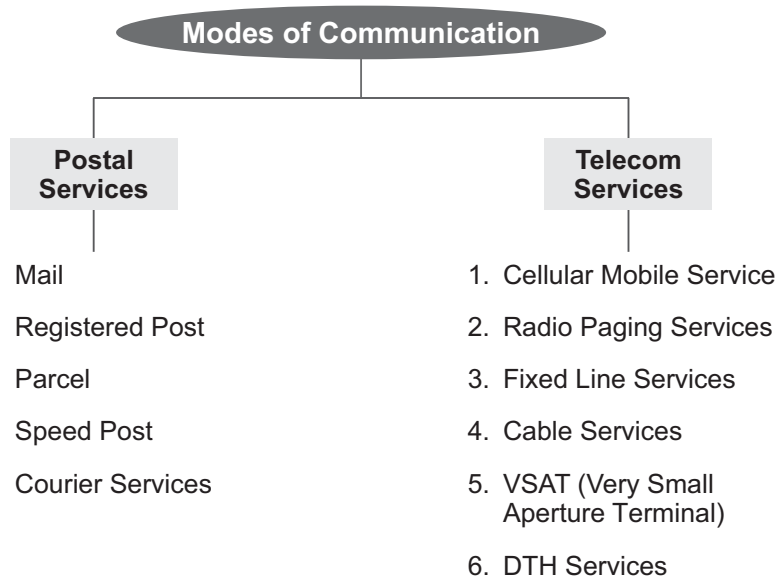 Modes of Communication
Postal
Services
Mail
Registered Post
Parcel
Speed Post
Courier Services
Telecom
Services
1. Cellular Mobile Service
2. Radio Paging Services
3. Fixed Line Services
4. Cable Services
5. VSAT (Very Small
Aperture Terminal)
6. DTH Services